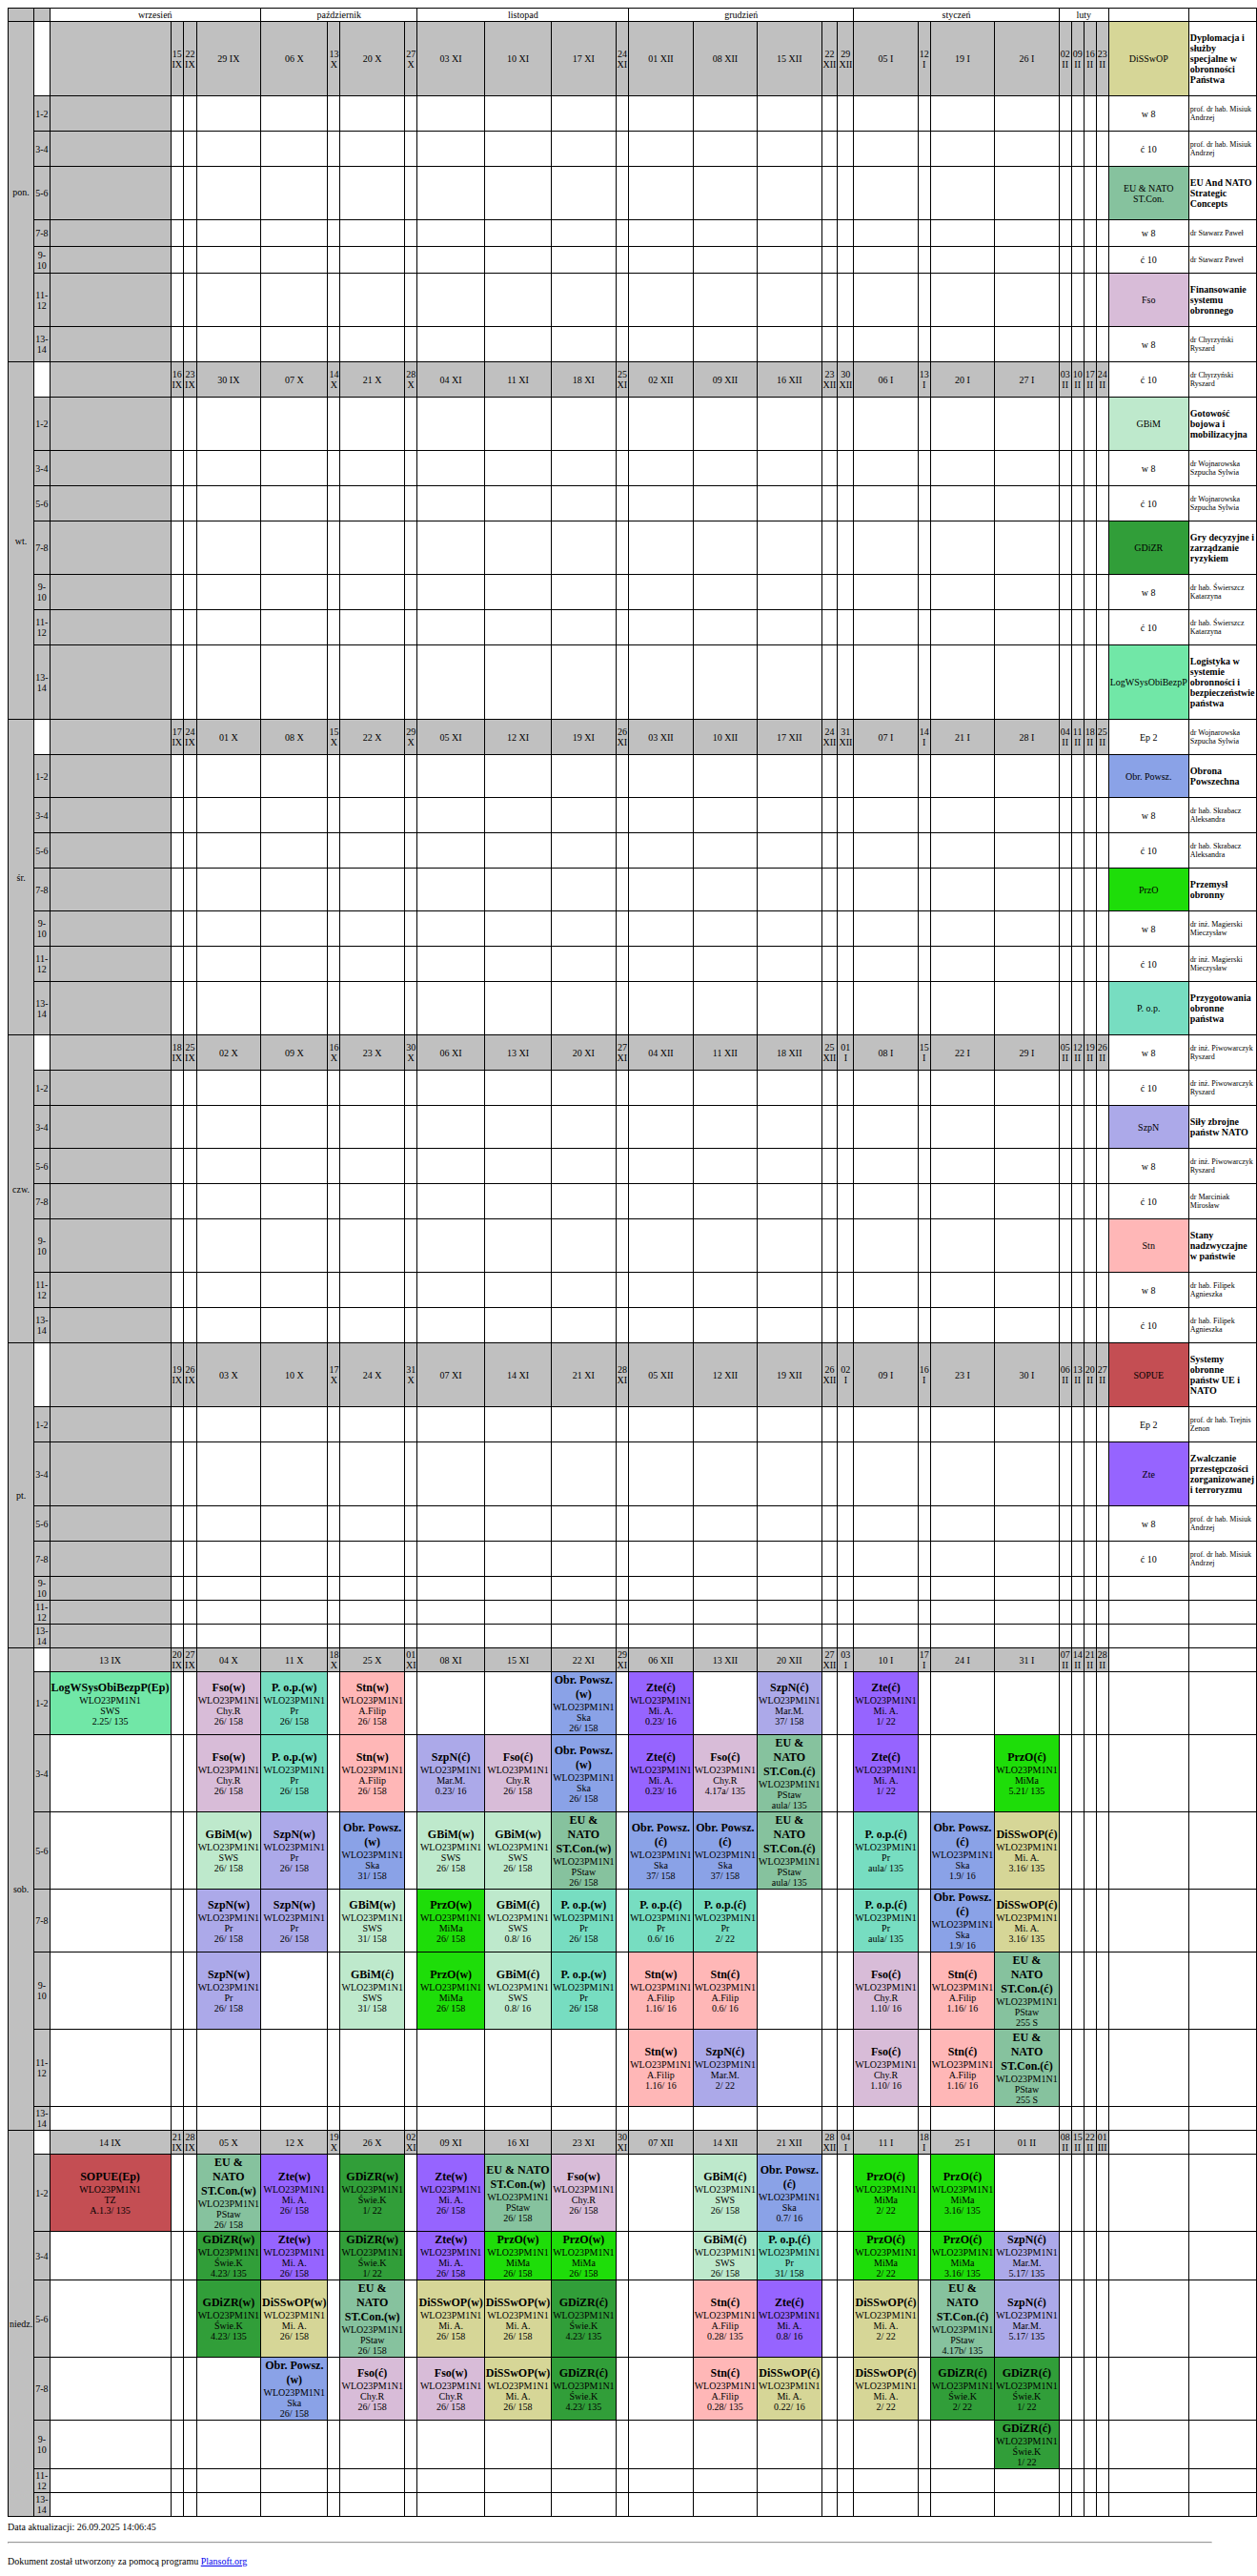 wrzesień październik listopad grudzień styczeń luty
pon. 15 IX 22 IX 29 IX 06 X 13 X 20 X 27 X 03 XI 10 XI 17 XI 24 XI 01 XII 08 XII 15 XII 22 XII 29 XII 05 I 12 I 19 I 26 I 02 II 09 II 16 II 23 II DiSSwOP Dyplomacja i służby specjalne w obronności Państwa
1-2 w 8 prof. dr hab. Misiuk Andrzej
3-4 ć 10 prof. dr hab. Misiuk Andrzej
5-6 EU & NATO ST.Con. EU And NATO Strategic Concepts
7-8 w 8 dr Stawarz Paweł
9-10 ć 10 dr Stawarz Paweł
11-12 Fso Finansowanie systemu obronnego
13-14 w 8 dr Chyrzyński Ryszard
wt. 16 IX 23 IX 30 IX 07 X 14 X 21 X 28 X 04 XI 11 XI 18 XI 25 XI 02 XII 09 XII 16 XII 23 XII 30 XII 06 I 13 I 20 I 27 I 03 II 10 II 17 II 24 II ć 10 dr Chyrzyński Ryszard
1-2 GBiM Gotowość bojowa i mobilizacyjna
3-4 w 8 dr Wojnarowska Szpucha Sylwia
5-6 ć 10 dr Wojnarowska Szpucha Sylwia
7-8 GDiZR Gry decyzyjne i zarządzanie ryzykiem
9-10 w 8 dr hab. Świerszcz Katarzyna
11-12 ć 10 dr hab. Świerszcz Katarzyna
13-14 LogWSysObiBezpP Logistyka w systemie obronności i bezpieczeństwie państwa
śr. 17 IX 24 IX 01 X 08 X 15 X 22 X 29 X 05 XI 12 XI 19 XI 26 XI 03 XII 10 XII 17 XII 24 XII 31 XII 07 I 14 I 21 I 28 I 04 II 11 II 18 II 25 II Ep 2 dr Wojnarowska Szpucha Sylwia
1-2 Obr. Powsz. Obrona Powszechna
3-4 w 8 dr hab. Skrabacz Aleksandra
5-6 ć 10 dr hab. Skrabacz Aleksandra
7-8 PrzO Przemysł obronny
9-10 w 8 dr inż. Magierski Mieczysław
11-12 ć 10 dr inż. Magierski Mieczysław
13-14 P. o.p. Przygotowania obronne państwa
czw. 18 IX 25 IX 02 X 09 X 16 X 23 X 30 X 06 XI 13 XI 20 XI 27 XI 04 XII 11 XII 18 XII 25 XII 01 I 08 I 15 I 22 I 29 I 05 II 12 II 19 II 26 II w 8 dr inż. Piwowarczyk Ryszard
1-2 ć 10 dr inż. Piwowarczyk Ryszard
3-4 SzpN Siły zbrojne państw NATO
5-6 w 8 dr inż. Piwowarczyk Ryszard
7-8 ć 10 dr Marciniak Mirosław
9-10 Stn Stany nadzwyczajne w państwie
11-12 w 8 dr hab. Filipek Agnieszka
13-14 ć 10 dr hab. Filipek Agnieszka
pt. 19 IX 26 IX 03 X 10 X 17 X 24 X 31 X 07 XI 14 XI 21 XI 28 XI 05 XII 12 XII 19 XII 26 XII 02 I 09 I 16 I 23 I 30 I 06 II 13 II 20 II 27 II SOPUE Systemy obronne państw UE i NATO
1-2 Ep 2 prof. dr hab. Trejnis Zenon
3-4 Zte Zwalczanie przestępczości zorganizowanej i terroryzmu
5-6 w 8 prof. dr hab. Misiuk Andrzej
7-8 ć 10 prof. dr hab. Misiuk Andrzej
9-10
11-12
13-14
sob. 13 IX 20 IX 27 IX 04 X 11 X 18 X 25 X 01 XI 08 XI 15 XI 22 XI 29 XI 06 XII 13 XII 20 XII 27 XII 03 I 10 I 17 I 24 I 31 I 07 II 14 II 21 II 28 II
1-2 LogWSysObiBezpP(Ep) WLO23PM1N1 SWS 2.25/ 135 Fso(w) WLO23PM1N1 Chy.R 26/ 158 P. o.p.(w) WLO23PM1N1 Pr 26/ 158 Stn(w) WLO23PM1N1 A.Filip 26/ 158 Obr. Powsz.(w) WLO23PM1N1 Ska 26/ 158 Zte(ć) WLO23PM1N1 Mi. A. 0.23/ 16 SzpN(ć) WLO23PM1N1 Mar.M. 37/ 158 Zte(ć) WLO23PM1N1 Mi. A. 1/ 22
3-4 Fso(w) WLO23PM1N1 Chy.R 26/ 158 P. o.p.(w) WLO23PM1N1 Pr 26/ 158 Stn(w) WLO23PM1N1 A.Filip 26/ 158 SzpN(ć) WLO23PM1N1 Mar.M. 0.23/ 16 Fso(ć) WLO23PM1N1 Chy.R 26/ 158 Obr. Powsz.(w) WLO23PM1N1 Ska 26/ 158 Zte(ć) WLO23PM1N1 Mi. A. 0.23/ 16 Fso(ć) WLO23PM1N1 Chy.R 4.17a/ 135 EU & NATO ST.Con.(ć) WLO23PM1N1 PStaw aula/ 135 Zte(ć) WLO23PM1N1 Mi. A. 1/ 22 PrzO(ć) WLO23PM1N1 MiMa 5.21/ 135
5-6 GBiM(w) WLO23PM1N1 SWS 26/ 158 SzpN(w) WLO23PM1N1 Pr 26/ 158 Obr. Powsz.(w) WLO23PM1N1 Ska 31/ 158 GBiM(w) WLO23PM1N1 SWS 26/ 158 GBiM(w) WLO23PM1N1 SWS 26/ 158 EU & NATO ST.Con.(w) WLO23PM1N1 PStaw 26/ 158 Obr. Powsz.(ć) WLO23PM1N1 Ska 37/ 158 Obr. Powsz.(ć) WLO23PM1N1 Ska 37/ 158 EU & NATO ST.Con.(ć) WLO23PM1N1 PStaw aula/ 135 P. o.p.(ć) WLO23PM1N1 Pr aula/ 135 Obr. Powsz.(ć) WLO23PM1N1 Ska 1.9/ 16 DiSSwOP(ć) WLO23PM1N1 Mi. A. 3.16/ 135
7-8 SzpN(w) WLO23PM1N1 Pr 26/ 158 SzpN(w) WLO23PM1N1 Pr 26/ 158 GBiM(w) WLO23PM1N1 SWS 31/ 158 PrzO(w) WLO23PM1N1 MiMa 26/ 158 GBiM(ć) WLO23PM1N1 SWS 0.8/ 16 P. o.p.(w) WLO23PM1N1 Pr 26/ 158 P. o.p.(ć) WLO23PM1N1 Pr 0.6/ 16 P. o.p.(ć) WLO23PM1N1 Pr 2/ 22 P. o.p.(ć) WLO23PM1N1 Pr aula/ 135 Obr. Powsz.(ć) WLO23PM1N1 Ska 1.9/ 16 DiSSwOP(ć) WLO23PM1N1 Mi. A. 3.16/ 135
9-10 SzpN(w) WLO23PM1N1 Pr 26/ 158 GBiM(ć) WLO23PM1N1 SWS 31/ 158 PrzO(w) WLO23PM1N1 MiMa 26/ 158 GBiM(ć) WLO23PM1N1 SWS 0.8/ 16 P. o.p.(w) WLO23PM1N1 Pr 26/ 158 Stn(w) WLO23PM1N1 A.Filip 1.16/ 16 Stn(ć) WLO23PM1N1 A.Filip 0.6/ 16 Fso(ć) WLO23PM1N1 Chy.R 1.10/ 16 Stn(ć) WLO23PM1N1 A.Filip 1.16/ 16 EU & NATO ST.Con.(ć) WLO23PM1N1 PStaw 255 S
11-12 Stn(w) WLO23PM1N1 A.Filip 1.16/ 16 SzpN(ć) WLO23PM1N1 Mar.M. 2/ 22 Fso(ć) WLO23PM1N1 Chy.R 1.10/ 16 Stn(ć) WLO23PM1N1 A.Filip 1.16/ 16 EU & NATO ST.Con.(ć) WLO23PM1N1 PStaw 255 S
13-14
niedz. 14 IX 21 IX 28 IX 05 X 12 X 19 X 26 X 02 XI 09 XI 16 XI 23 XI 30 XI 07 XII 14 XII 21 XII 28 XII 04 I 11 I 18 I 25 I 01 II 08 II 15 II 22 II 01 III
1-2 SOPUE(Ep) WLO23PM1N1 TZ A.1.3/ 135 EU & NATO ST.Con.(w) WLO23PM1N1 PStaw 26/ 158 Zte(w) WLO23PM1N1 Mi. A. 26/ 158 GDiZR(w) WLO23PM1N1 Świe.K 1/ 22 Zte(w) WLO23PM1N1 Mi. A. 26/ 158 EU & NATO ST.Con.(w) WLO23PM1N1 PStaw 26/ 158 Fso(w) WLO23PM1N1 Chy.R 26/ 158 GBiM(ć) WLO23PM1N1 SWS 26/ 158 Obr. Powsz.(ć) WLO23PM1N1 Ska 0.7/ 16 PrzO(ć) WLO23PM1N1 MiMa 2/ 22 PrzO(ć) WLO23PM1N1 MiMa 3.16/ 135
3-4 GDiZR(w) WLO23PM1N1 Świe.K 4.23/ 135 Zte(w) WLO23PM1N1 Mi. A. 26/ 158 GDiZR(w) WLO23PM1N1 Świe.K 1/ 22 Zte(w) WLO23PM1N1 Mi. A. 26/ 158 PrzO(w) WLO23PM1N1 MiMa 26/ 158 PrzO(w) WLO23PM1N1 MiMa 26/ 158 GBiM(ć) WLO23PM1N1 SWS 26/ 158 P. o.p.(ć) WLO23PM1N1 Pr 31/ 158 PrzO(ć) WLO23PM1N1 MiMa 2/ 22 PrzO(ć) WLO23PM1N1 MiMa 3.16/ 135 SzpN(ć) WLO23PM1N1 Mar.M. 5.17/ 135
5-6 GDiZR(w) WLO23PM1N1 Świe.K 4.23/ 135 DiSSwOP(w) WLO23PM1N1 Mi. A. 26/ 158 EU & NATO ST.Con.(w) WLO23PM1N1 PStaw 26/ 158 DiSSwOP(w) WLO23PM1N1 Mi. A. 26/ 158 DiSSwOP(w) WLO23PM1N1 Mi. A. 26/ 158 GDiZR(ć) WLO23PM1N1 Świe.K 4.23/ 135 Stn(ć) WLO23PM1N1 A.Filip 0.28/ 135 Zte(ć) WLO23PM1N1 Mi. A. 0.8/ 16 DiSSwOP(ć) WLO23PM1N1 Mi. A. 2/ 22 EU & NATO ST.Con.(ć) WLO23PM1N1 PStaw 4.17b/ 135 SzpN(ć) WLO23PM1N1 Mar.M. 5.17/ 135
7-8 Obr. Powsz.(w) WLO23PM1N1 Ska 26/ 158 Fso(ć) WLO23PM1N1 Chy.R 26/ 158 Fso(w) WLO23PM1N1 Chy.R 26/ 158 DiSSwOP(w) WLO23PM1N1 Mi. A. 26/ 158 GDiZR(ć) WLO23PM1N1 Świe.K 4.23/ 135 Stn(ć) WLO23PM1N1 A.Filip 0.28/ 135 DiSSwOP(ć) WLO23PM1N1 Mi. A. 0.22/ 16 DiSSwOP(ć) WLO23PM1N1 Mi. A. 2/ 22 GDiZR(ć) WLO23PM1N1 Świe.K 2/ 22 GDiZR(ć) WLO23PM1N1 Świe.K 1/ 22
9-10 GDiZR(ć) WLO23PM1N1 Świe.K 1/ 22
11-12
13-14
Data aktualizacji: 26.09.2025 14:06:45
Dokument został utworzony za pomocą programu Plansoft.org